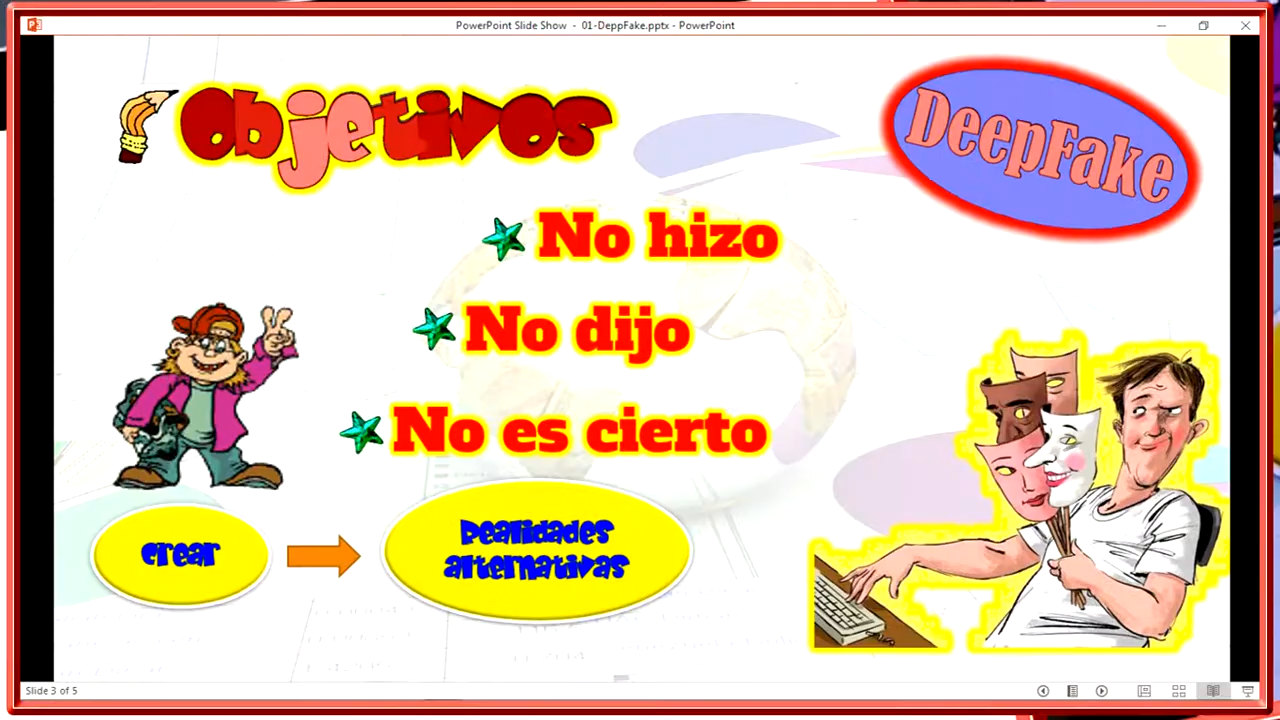 PowerPoint Slide Show - 01-DeppFake.pptx - PowerPoint
Objetivos
DeepFake
No hizo
No dijo
No es cierto
crear
Realidades
alternativas
Slide 3 of 5